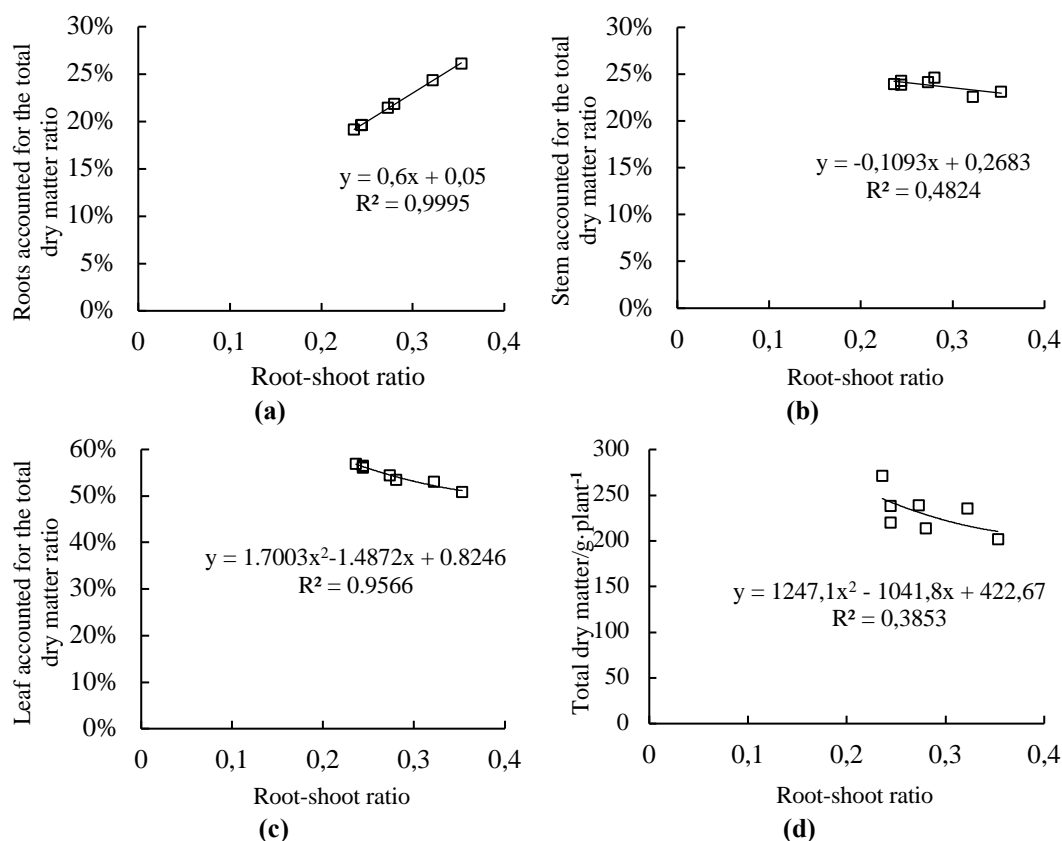 Roots accounted for the total
dry matter ratio
30%
25%
20%
15%
10%
5%
0%
y = 0,6x + 0,05
R² = 0,9995
0 0,1 0,2 0,3 0,4
Root-shoot ratio
(a)
Stem accounted for the total
dry matter ratio
30%
25%
20%
15%
10%
5%
0%
y = -0,1093x + 0,2683
R² = 0,4824
0 0,1 0,2 0,3 0,4
Root-shoot ratio
(b)
Leaf accounted for the total
dry matter ratio
60%
50%
40%
30%
20%
10%
0%
y = 1.7003x²-1.4872x + 0.8246
R² = 0.9566
0 0,1 0,2 0,3 0,4
Root-shoot ratio
(c)
Total dry matter/g·plant⁻¹
300
250
200
150
100
50
0
y = 1247,1x² - 1041,8x + 422,67
R² = 0,3853
0 0,1 0,2 0,3 0,4
Root-shoot ratio
(d)